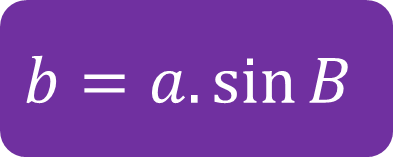 b = a. sin B